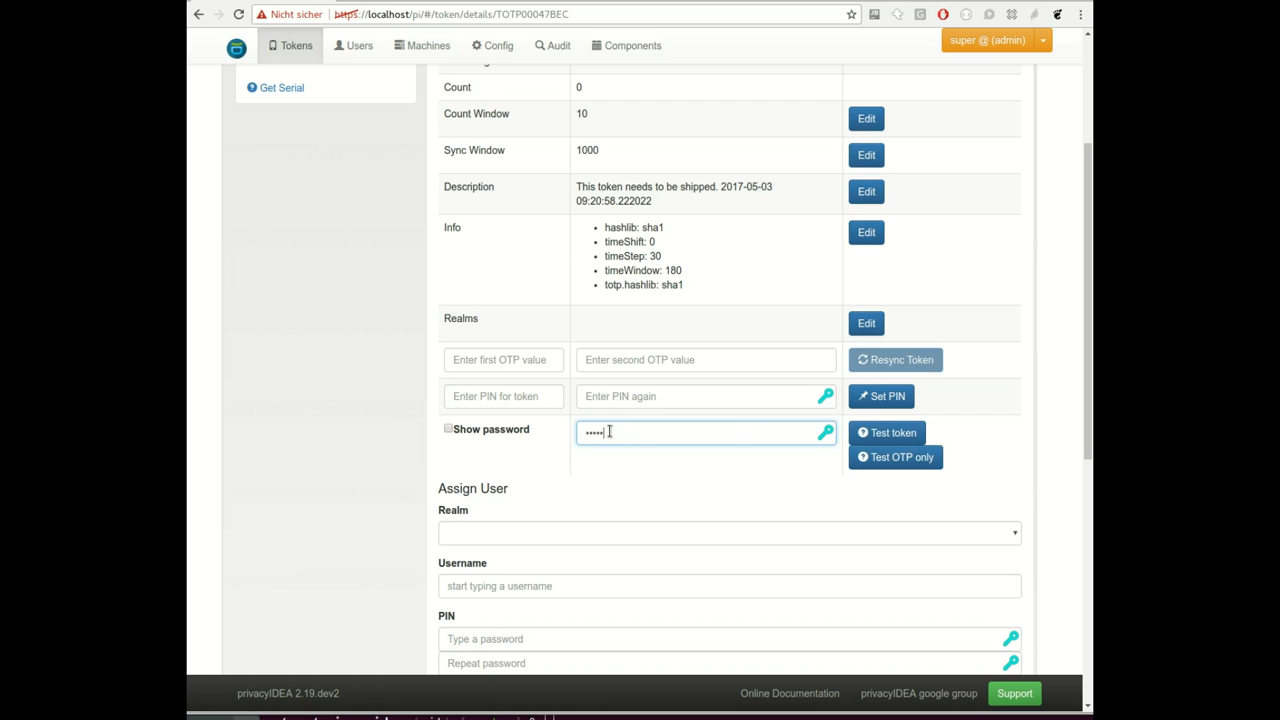 Nicht sicher https://localhost/pi/#/token/details/TOTP00047BEC
Tokens Users Machines Config Audit Components super @ (admin)
Get Serial
Count 0
Count Window 10 Edit
Sync Window 1000 Edit
Description This token needs to be shipped. 2017-05-03 Edit
09:20:58.222022
Info hashlib: sha1 Edit
timeShift: 0
timeStep: 30
timeWindow: 180
totp.hashlib: sha1
Realms Edit
Enter first OTP value Enter second OTP value Resync Token
Enter PIN for token Enter PIN again Set PIN
Show password ••••• Test token
Test OTP only
Assign User
Realm
Username
start typing a username
PIN
Type a password
Repeat password
privacyIDEA 2.19.dev2 Online Documentation privacyIDEA google group Support